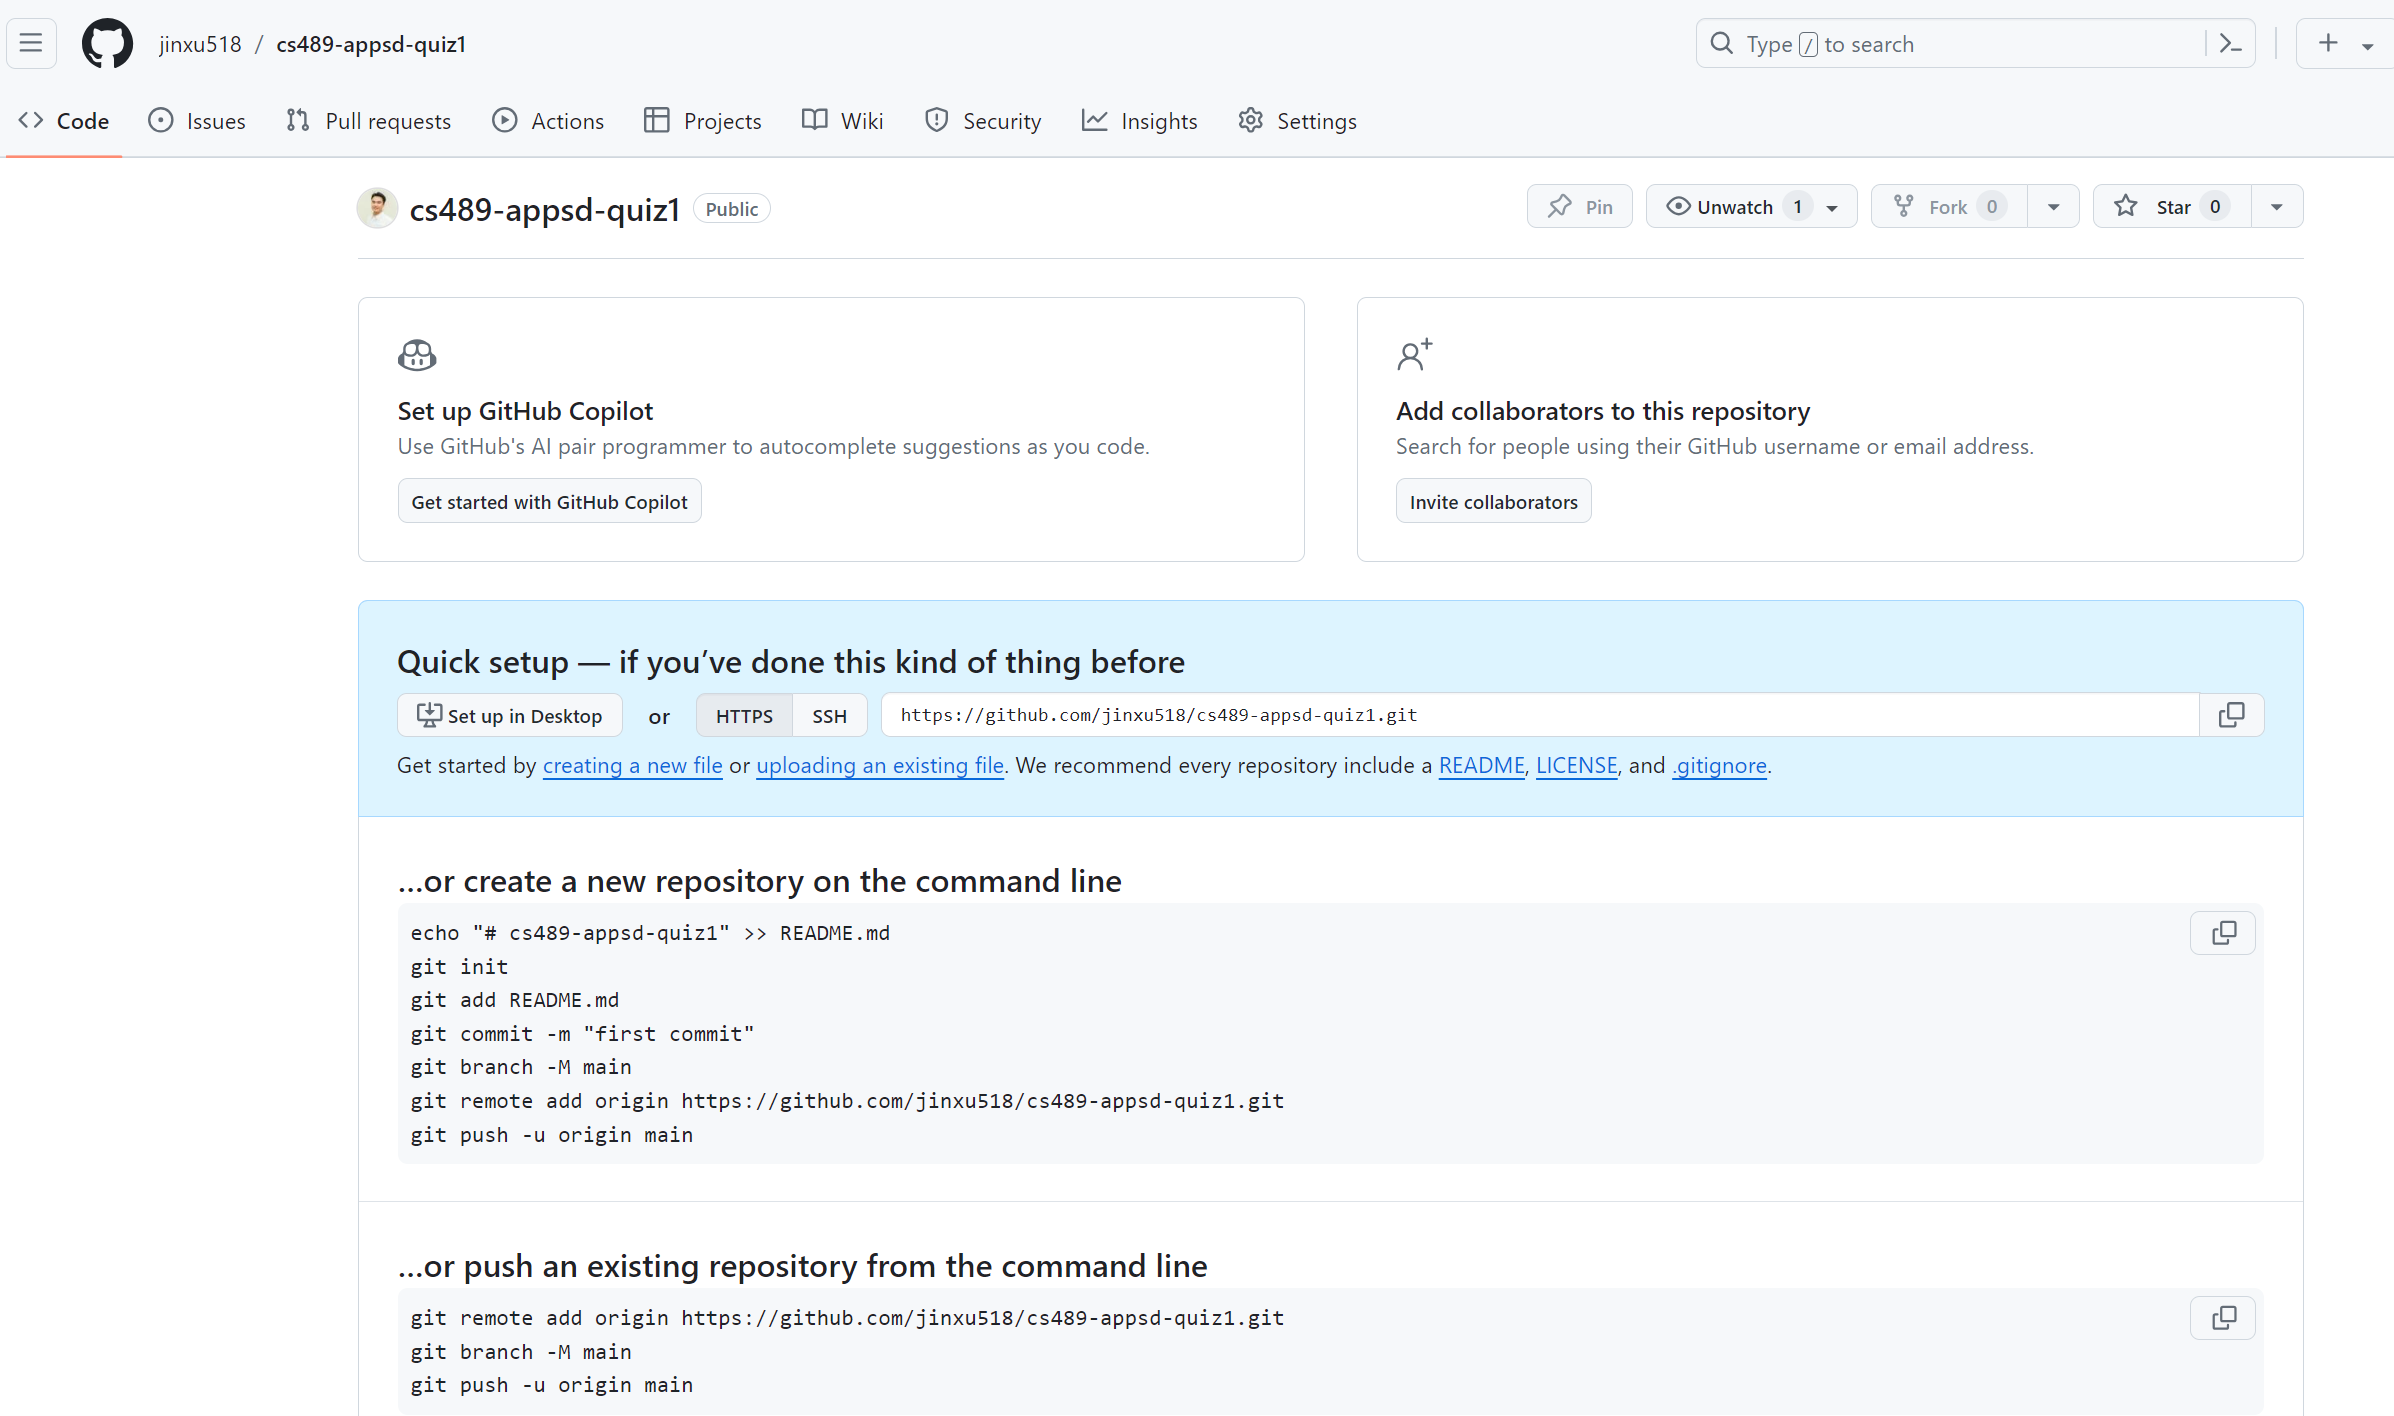 jinxu518 / cs489-appsd-quiz1
Type / to search
Code Issues Pull requests Actions Projects Wiki Security Insights Settings
cs489-appsd-quiz1 Public
Pin Unwatch 1 Fork 0 Star 0
Set up GitHub Copilot
Use GitHub's AI pair programmer to autocomplete suggestions as you code.
Get started with GitHub Copilot
Add collaborators to this repository
Search for people using their GitHub username or email address.
Invite collaborators
Quick setup — if you’ve done this kind of thing before
Set up in Desktop or HTTPS SSH https://github.com/jinxu518/cs489-appsd-quiz1.git
Get started by creating a new file or uploading an existing file. We recommend every repository include a README, LICENSE, and .gitignore.
…or create a new repository on the command line
echo "# cs489-appsd-quiz1" >> README.md
git init
git add README.md
git commit -m "first commit"
git branch -M main
git remote add origin https://github.com/jinxu518/cs489-appsd-quiz1.git
git push -u origin main
…or push an existing repository from the command line
git remote add origin https://github.com/jinxu518/cs489-appsd-quiz1.git
git branch -M main
git push -u origin main